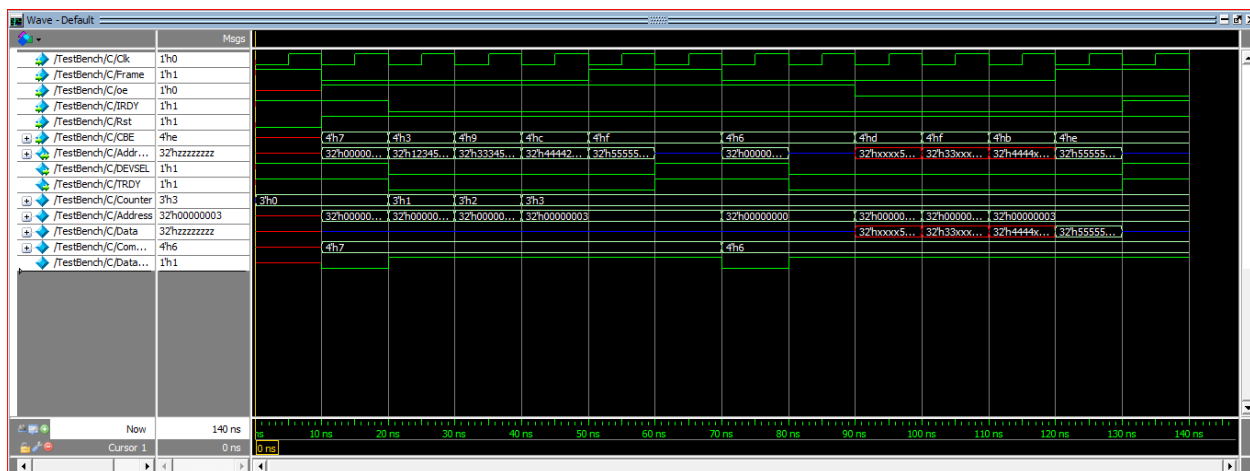 Wave - Default
Msgs
/TestBench/C/Clk 1'h0
/TestBench/C/Frame 1'h1
/TestBench/C/oe 1'h0
/TestBench/C/IRDY 1'h1
/TestBench/C/Rst 1'h1
/TestBench/C/CBE 4'he 4'h7 4'h3 4'h9 4'hc 4'hf 4'h6 4'hd 4'hf 4'hb 4'he
/TestBench/C/Addr... 32'hzzzzzzzz 32'h00000... 32'h12345... 32'h33345... 32'h44442... 32'h55555... 32'h00000... 32'hxxxx5... 32'h33xxx... 32'h4444x... 32'h55555...
/TestBench/C/DEVSEL 1'h1
/TestBench/C/TRDY 1'h1
/TestBench/C/Counter 3'h3 3'h0 3'h1 3'h2 3'h3
/TestBench/C/Address 32'h00000003 32'h00000... 32'h00000... 32'h00000... 32'h00000003 32'h00000000 32'h00000... 32'h00000... 32'h00000003
/TestBench/C/Data 32'hzzzzzzzz 32'hxxxx5... 32'h33xxx... 32'h4444x... 32'h55555...
/TestBench/C/Com... 4'h6 4'h7 4'h6
/TestBench/C/Data... 1'h1
Now 140 ns ns 10 ns 20 ns 30 ns 40 ns 50 ns 60 ns 70 ns 80 ns 90 ns 100 ns 110 ns 120 ns 130 ns 140 ns
Cursor 1 0 ns 0 ns